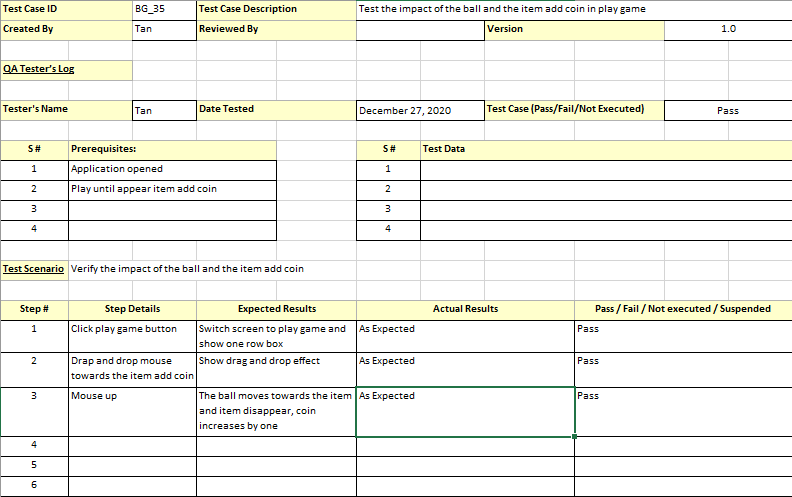 Test Case ID BG_35 Test Case Description Test the impact of the ball and the item add coin in play game
Created By Tan Reviewed By Version 1.0
QA Tester's Log
Tester's Name Tan Date Tested December 27, 2020 Test Case (Pass/Fail/Not Executed) Pass
S # Prerequisites: S # Test Data
1 Application opened 1
2 Play until appear item add coin 2
3 3
4 4
Test Scenario Verify the impact of the ball and the item add coin
Step # Step Details Expected Results Actual Results Pass / Fail / Not executed / Suspended
1 Click play game button Switch screen to play game and As Expected Pass
show one row box
2 Drap and drop mouse Show drag and drop effect As Expected Pass
towards the item add coin
3 Mouse up The ball moves towards the item As Expected Pass
and item disappear, coin
increases by one
4
5
6